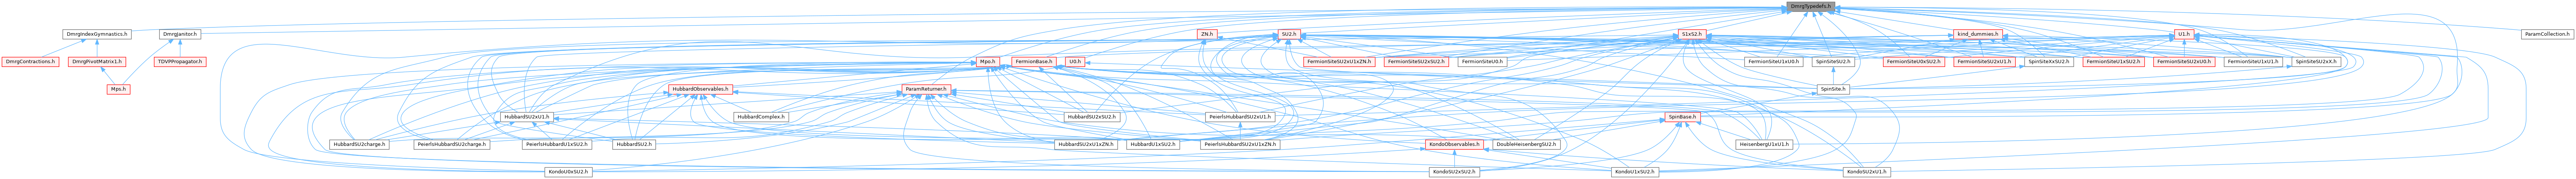 DmrgTypedefs.h
DmrgIndexGymnastics.h
DmrgJanitor.h
ZN.h
SU2.h
S1xS2.h
kind_dummies.h
U1.h
ParamCollection.h
DmrgContractions.h
DmrgPivotMatrix1.h
TDVPPropagator.h
Mpo.h
FermionBase.h
U0.h
FermionSiteSU2xU1xZN.h
FermionSiteSU2xSU2.h
FermionSiteU0.h
FermionSiteU1xU0.h
SpinSiteSU2.h
FermionSiteU0xSU2.h
FermionSiteSU2xU1.h
SpinSiteXxSU2.h
FermionSiteU1xSU2.h
FermionSiteSU2xU0.h
FermionSiteU1xU1.h
SpinSiteSU2xX.h
Mps.h
HubbardObservables.h
ParamReturner.h
SpinSite.h
HubbardSU2xU1.h
HubbardComplex.h
HubbardSU2xSU2.h
PeierlsHubbardSU2xU1.h
SpinBase.h
HubbardSU2charge.h
PeierlsHubbardSU2charge.h
PeierlsHubbardU1xSU2.h
HubbardSU2.h
HubbardSU2xU1xZN.h
HubbardU1xSU2.h
PeierlsHubbardSU2xU1xZN.h
KondoObservables.h
DoubleHeisenbergSU2.h
HeisenbergU1xU1.h
KondoU0xSU2.h
KondoSU2xSU2.h
KondoU1xSU2.h
KondoSU2xU1.h